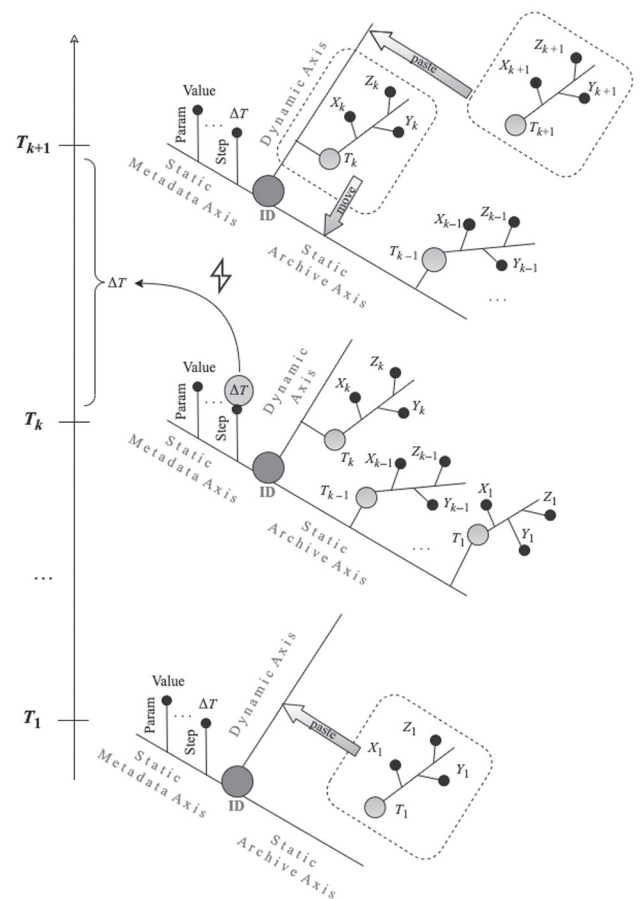 T_{k+1}
Value
Param
...
ΔT
Step
Static
Metadata Axis
ID
Dynamic Axis
X_k
Z_k
Y_k
T_k
paste
X_{k+1}
Z_{k+1}
Y_{k+1}
T_{k+1}
move
Static
Archive Axis
T_{k-1}
X_{k-1}
Z_{k-1}
Y_{k-1}
...
ΔT
T_k
Value
Param
...
ΔT
Step
Static
Metadata Axis
ID
Dynamic
Axis
X_k
Z_k
Y_k
T_k
T_{k-1}
X_{k-1}
Z_{k-1}
Y_{k-1}
Static
Archive Axis
...
T_1
X_1
Z_1
Y_1
...
T_1
Value
Param
...
ΔT
Step
Static
Metadata Axis
ID
Dynamic Axis
Static
Archive Axis
paste
X_1
Z_1
Y_1
T_1